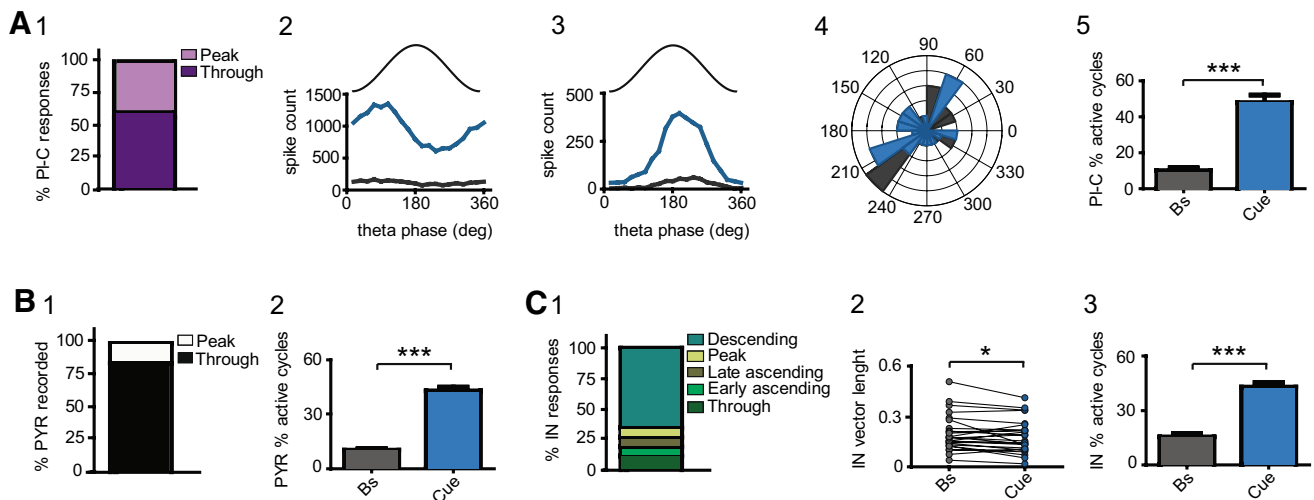 A 1
% PI-C responses
100
75
50
25
0
Peak
Through
2
spike count
1500
1000
500
0
0 180 360
theta phase (deg)
3
spike count
500
250
0
0 180 360
theta phase (deg)
4
90
120 60
150 30
180 0
210 330
240 300
270
5
PI-C % active cycles
60
40
20
0
***
Bs Cue
B 1
% PYR recorded
100
75
50
25
0
Peak
Through
2
PYR % active cycles
60
30
0
***
Bs Cue
C 1
% IN responses
100
75
50
25
0
Descending
Peak
Late ascending
Early ascending
Through
2
IN vector lenght
0.6
0.3
0
*
Bs Cue
3
IN % active cycles
60
30
0
***
Bs Cue